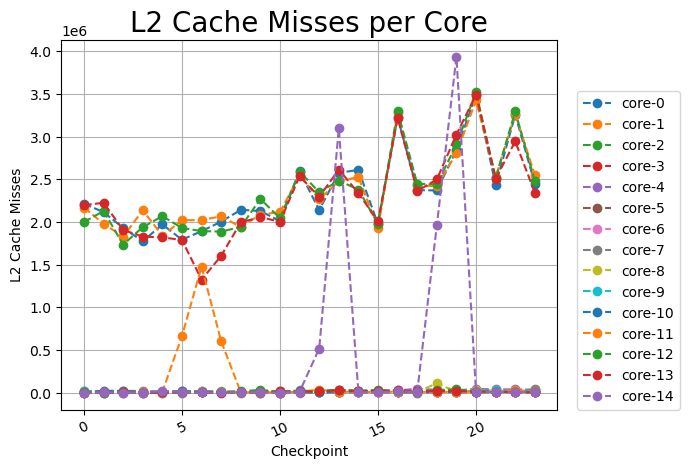 L2 Cache Misses per Core
1e6
4.0
3.5
3.0
2.5
2.0
1.5
1.0
0.5
0.0
L2 Cache Misses
0
5
10
15
20
Checkpoint
core-0
core-1
core-2
core-3
core-4
core-5
core-6
core-7
core-8
core-9
core-10
core-11
core-12
core-13
core-14